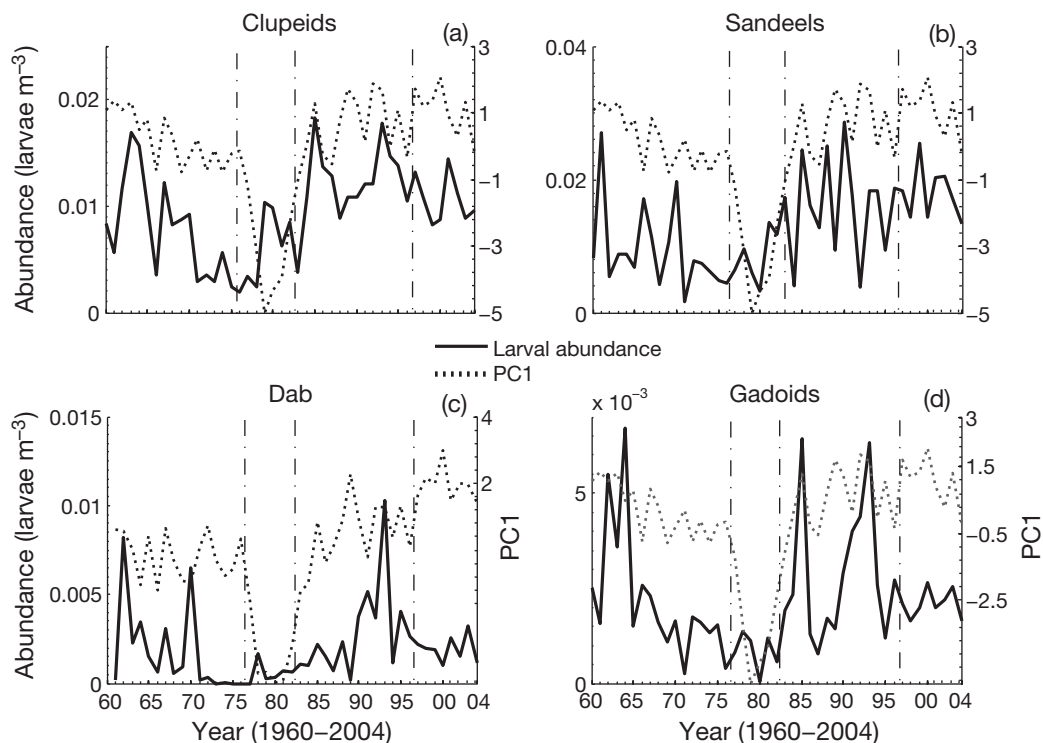 Clupeids
(a)
Abundance (larvae m⁻³)
0.02
0.01
0
3
1
−1
−3
−5
Sandeels
(b)
0.04
0.02
0
3
1
−1
−3
−5
Larval abundance
PC1
Dab
(c)
Abundance (larvae m⁻³)
0.015
0.01
0.005
0
4
2
PC1
60 65 70 75 80 85 90 95 00 04
Year (1960–2004)
x 10⁻³
Gadoids
(d)
5
0
3
1.5
−0.5
−2.5
PC1
60 65 70 75 80 85 90 95 00 04
Year (1960–2004)